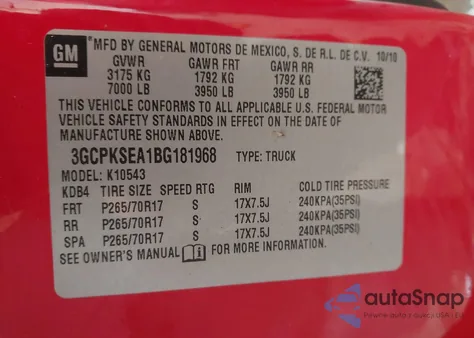 GM
MFD BY GENERAL MOTORS DE MEXICO, S. DE R.L. DE C.V. 10/10
GVWR GAWR FRT GAWR RR
3175 KG 1792 KG 1792 KG
7000 LB 3950 LB 3950 LB
THIS VEHICLE CONFORMS TO ALL APPLICABLE U.S. FEDERAL MOTOR
VEHICLE SAFETY STANDARDS IN EFFECT ON THE DATE OF
MANUFACTURE SHOWN ABOVE.
3GCPKSEA1BG181968 TYPE: TRUCK
MODEL: K10543
KDB4 TIRE SIZE SPEED RTG RIM COLD TIRE PRESSURE
FRT P265/70R17 S 17X7.5J 240KPA(35PSI)
RR P265/70R17 S 17X7.5J 240KPA(35PSI)
SPA P265/70R17 S 17X7.5J 240KPA(35PSI)
SEE OWNER'S MANUAL i FOR MORE INFORMATION.
autoSnap